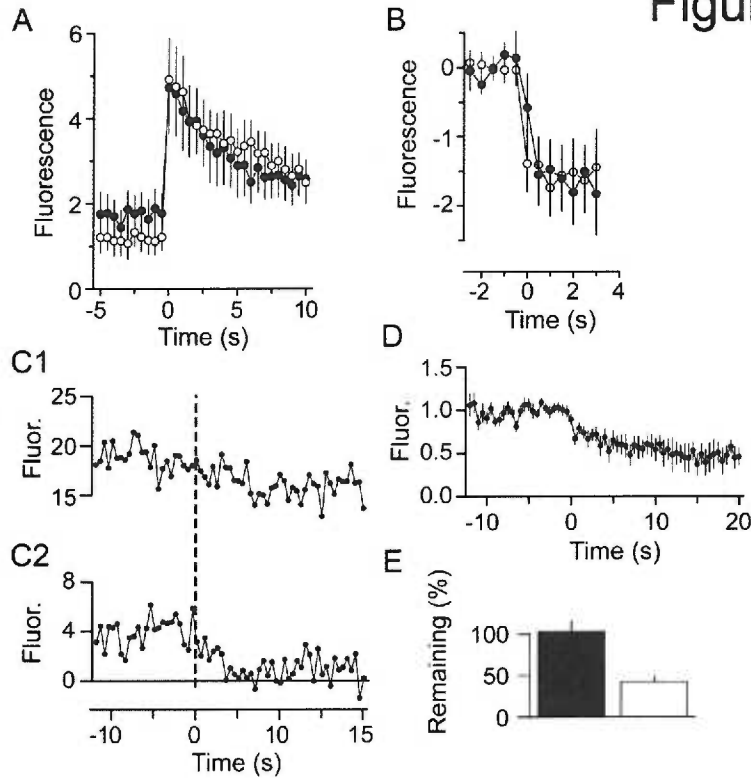 Figur
A
Fluorescence
6
4
2
0
-5 0 5 10
Time (s)
B
Fluorescence
0
-1
-2
-2 0 2 4
Time (s)
C1
Fluor.
25
20
15
C2
Fluor.
8
4
0
-10 0 10 15
Time (s)
D
Fluor.
1.5
1.0
0.5
0.0
-10 0 10 20
Time (s)
E
Remaining (%)
100
50
0